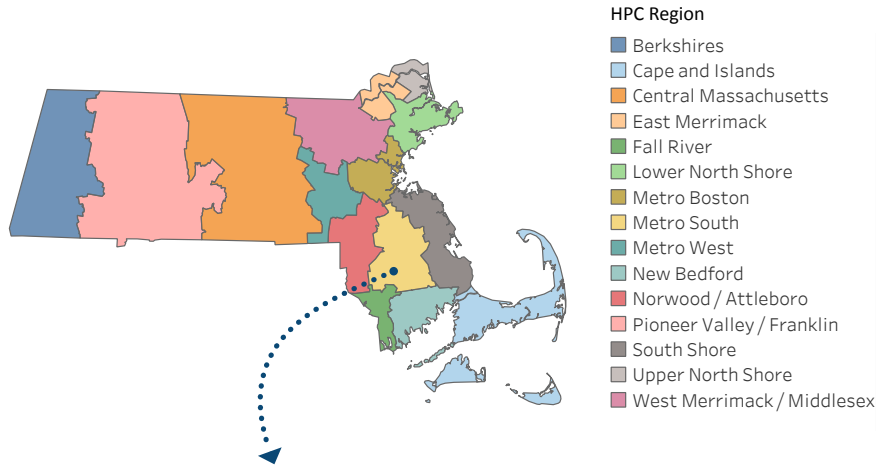 HPC Region
Berkshires
Cape and Islands
Central Massachusetts
East Merrimack
Fall River
Lower North Shore
Metro Boston
Metro South
Metro West
New Bedford
Norwood / Attleboro
Pioneer Valley / Franklin
South Shore
Upper North Shore
West Merrimack / Middlesex